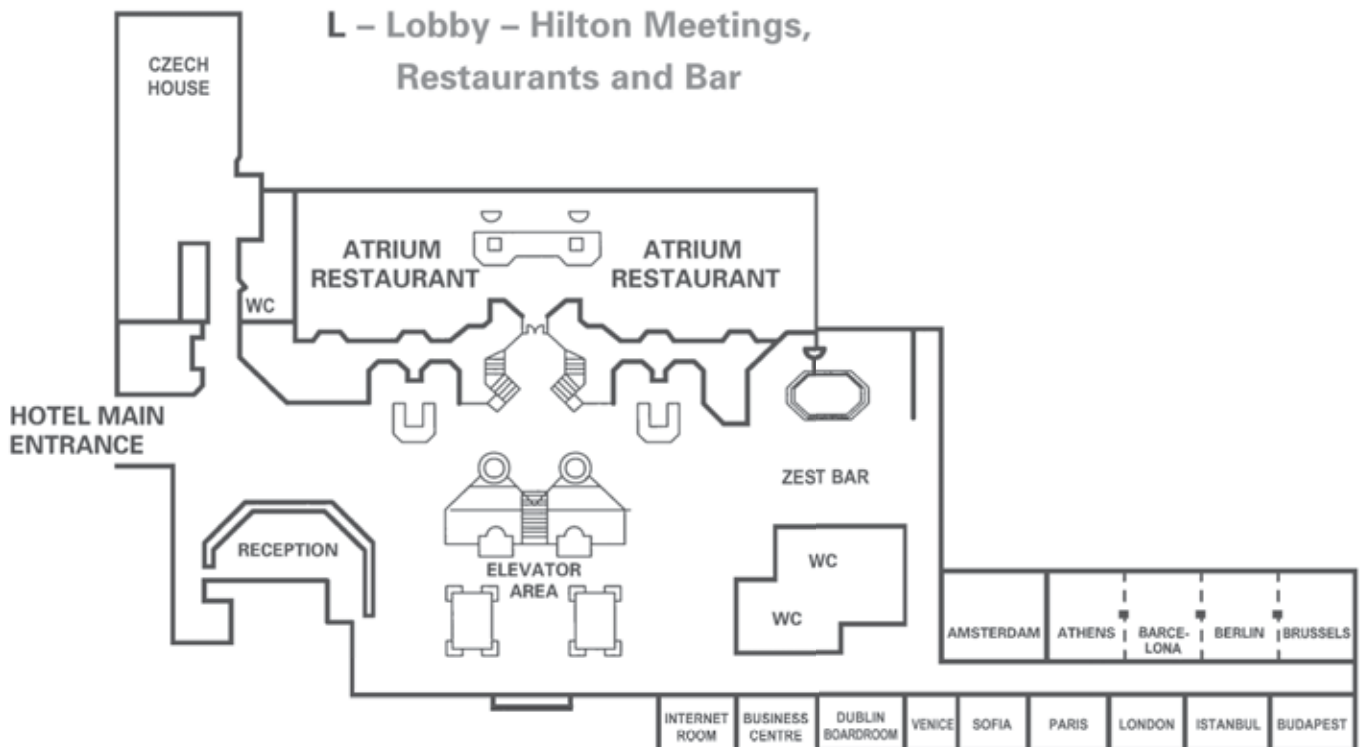 L – Lobby – Hilton Meetings,
Restaurants and Bar
CZECH
HOUSE
ATRIUM
RESTAURANT
ATRIUM
RESTAURANT
WC
HOTEL MAIN
ENTRANCE
ZEST BAR
RECEPTION
ELEVATOR
AREA
WC
WC
AMSTERDAM
ATHENS
BARCE-
LONA
BERLIN
BRUSSELS
INTERNET
ROOM
BUSINESS
CENTRE
DUBLIN
BOARDROOM
VENICE
SOFIA
PARIS
LONDON
ISTANBUL
BUDAPEST